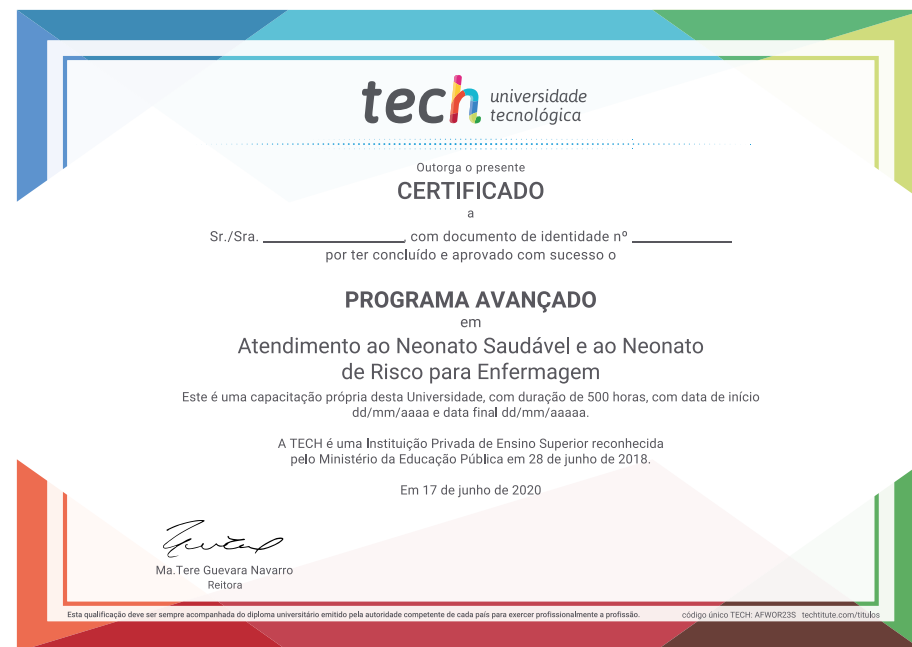 tech universidade
tecnológica
Outorga o presente
CERTIFICADO
a
Sr./Sra. ________________, com documento de identidade nº ____________
por ter concluído e aprovado com sucesso o
PROGRAMA AVANÇADO
em
Atendimento ao Neonato Saudável e ao Neonato
de Risco para Enfermagem
Este é uma capacitação própria desta Universidade, com duração de 500 horas, com data de início
dd/mm/aaaa e data final dd/mm/aaaaa.
A TECH é uma Instituição Privada de Ensino Superior reconhecida
pelo Ministério da Educação Pública em 28 de junho de 2018.
Em 17 de junho de 2020
Ma.Tere Guevara Navarro
Reitora
Esta qualificação deve ser sempre acompanhada do diploma universitário emitido pela autoridade competente de cada país para exercer profissionalmente a profissão. código único TECH: AFWOR23S techtitute.com/titulos